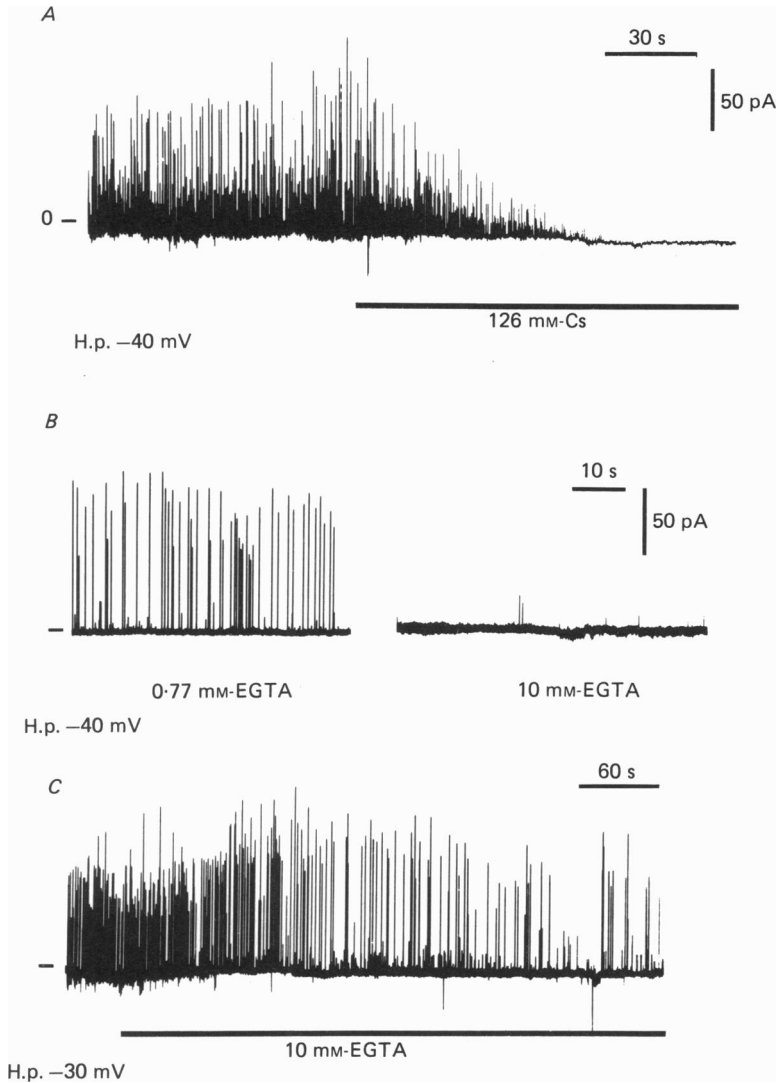 A
30 s
50 pA
0
126 mM-Cs
H.p. −40 mV
B
10 s
50 pA
0·77 mM-EGTA
10 mM-EGTA
H.p. −40 mV
C
60 s
10 mM-EGTA
H.p. −30 mV